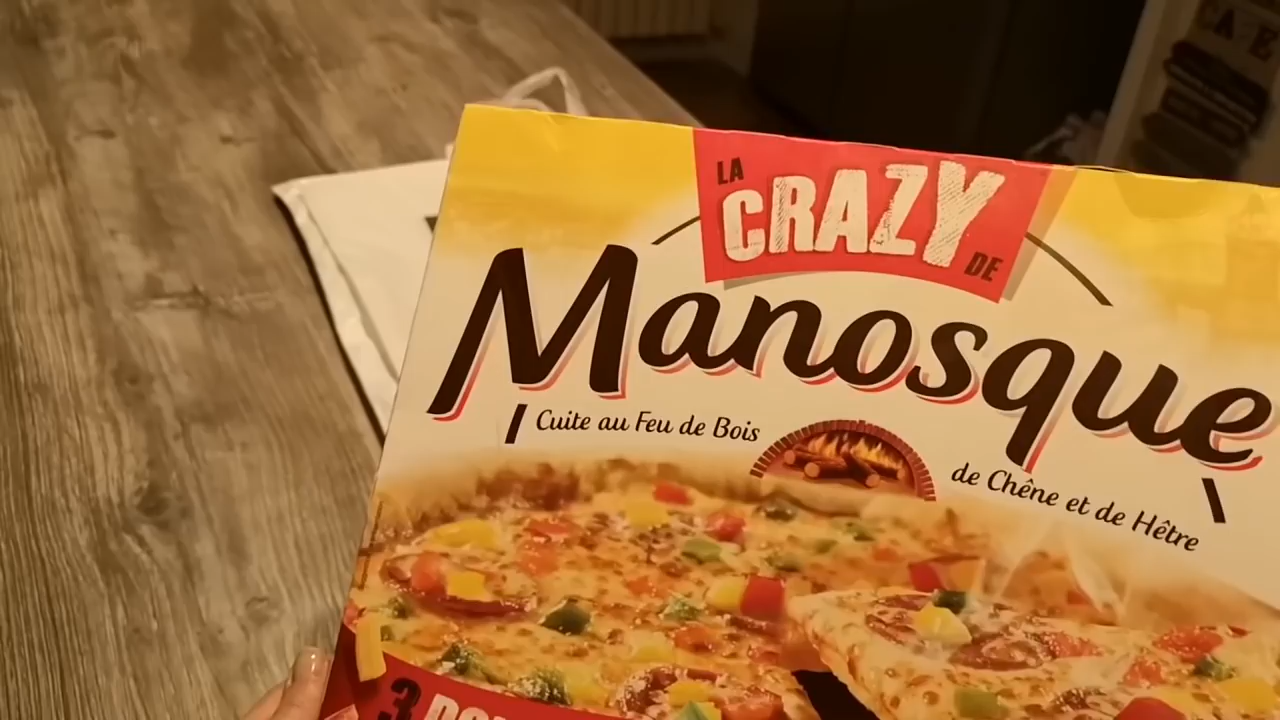 LA
CRAZY
DE
Manosque
Cuite au Feu de Bois
de Chêne et de Hêtre
3